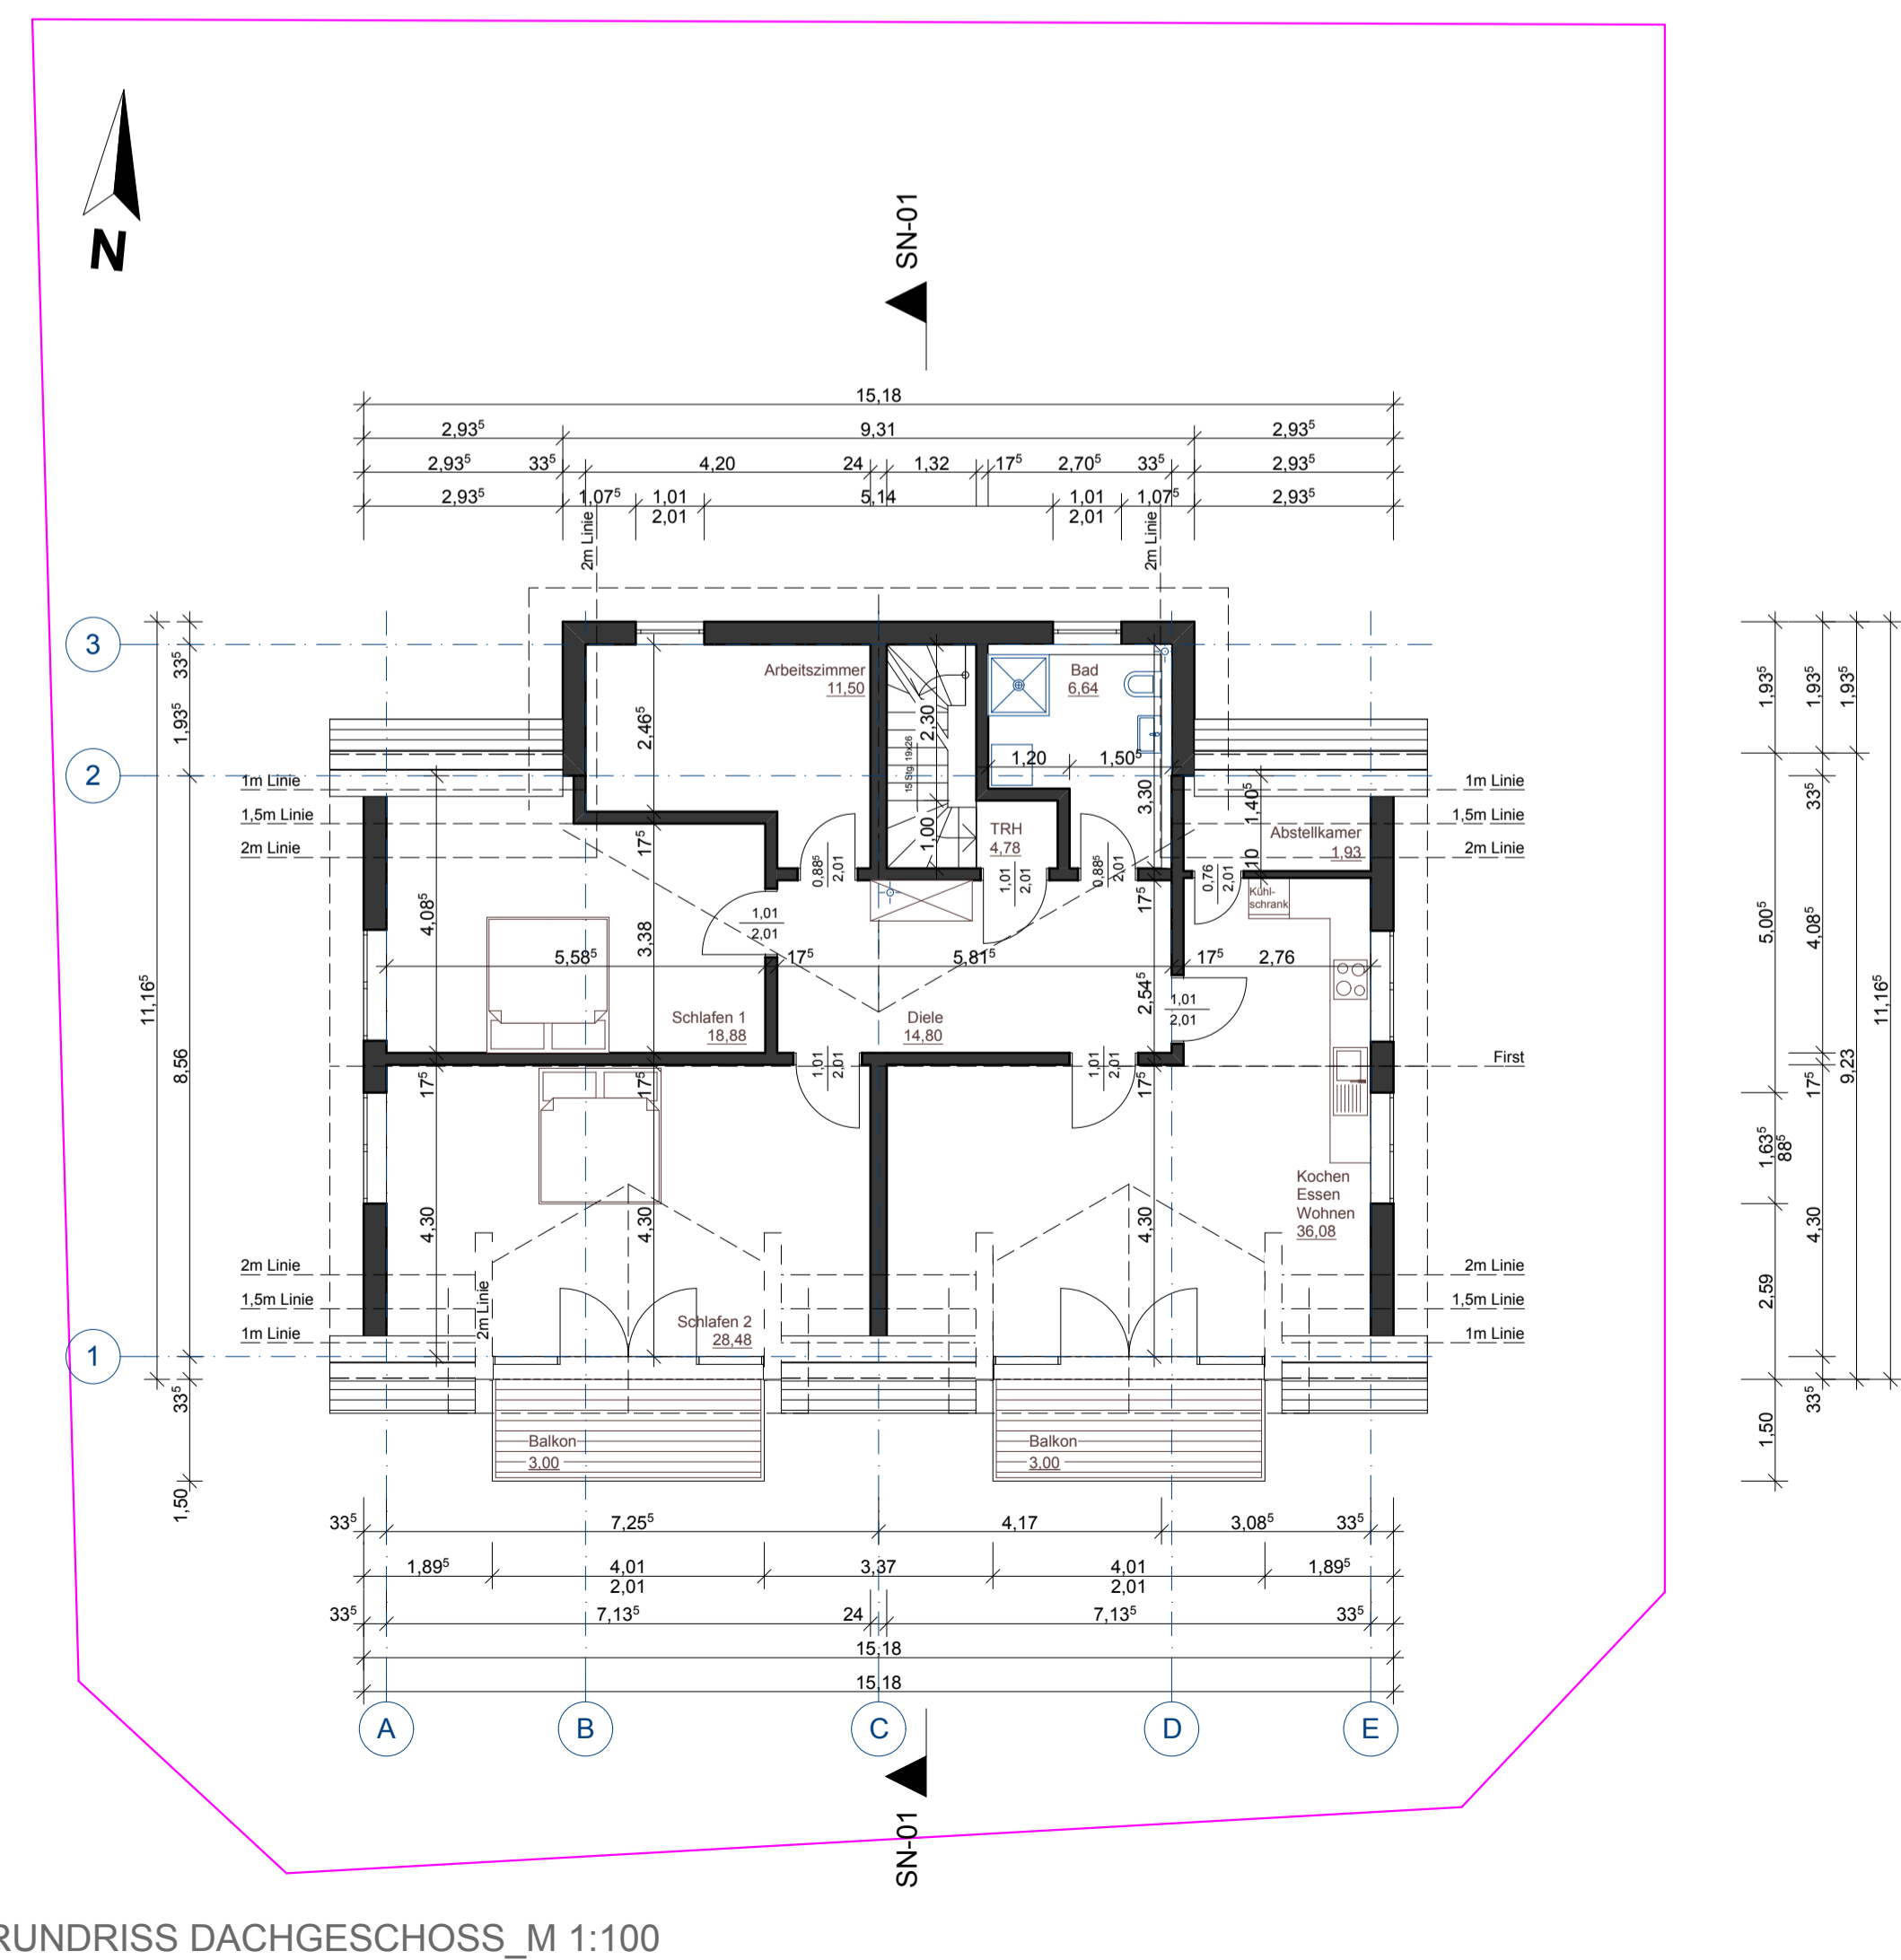 N
SN-01
15,18
2,93⁵ 9,31 2,93⁵
2,93⁵ 33⁵ 4,20 24 1,32 17⁵ 2,70⁵ 33⁵ 2,93⁵
2,93⁵ 1,07⁵ 1,01 5,14 1,01 1,07⁵ 2,93⁵
2,01 2,01
2m Linie 2m Linie
3
2
1
33⁵
1,93⁵
11,16⁵
8,56
33⁵
1,50
1m Linie
1,5m Linie
2m Linie
1m Linie
1,5m Linie
2m Linie
First
Arbeitszimmer
11,50
2,46⁵
2,30
15 Stg. 19x26
1,00
Bad
6,64
1,20 1,50⁵
3,30
TRH
4,78
1,40⁵
10
Abstellkamer
1,93
Kühl-
schrank
17⁵
0,88⁵
2,01
1,01
2,01
0,88⁵
2,01
0,76
2,01
17⁵
4,08⁵
3,38
1,01
2,01
5,58⁵ 17⁵ 5,81⁵ 17⁵ 2,76
2,54⁵
1,01
2,01
Schlafen 1
18,88
Diele
14,80
17⁵
17⁵
1,01
2,01
1,01
2,01
17⁵
4,30
4,30
4,30
Kochen
Essen
Wohnen
36,08
2m Linie
1,5m Linie
1m Linie
2m Linie
Schlafen 2
28,48
2m Linie
1,5m Linie
1m Linie
Balkon
3,00
Balkon
3,00
1,93⁵
5,00⁵
1,63⁵
88⁵
2,59
1,50
1,93⁵
33⁵
4,08⁵
17⁵
4,30
33⁵
1,93⁵
9,23
11,16⁵
33⁵ 7,25⁵ 4,17 3,08⁵ 33⁵
1,89⁵ 4,01 3,37 4,01 1,89⁵
2,01 2,01
33⁵ 7,13⁵ 24 7,13⁵ 33⁵
15,18
15,18
A B C D E
SN-01
RUNDRISS DACHGESCHOSS_M 1:100